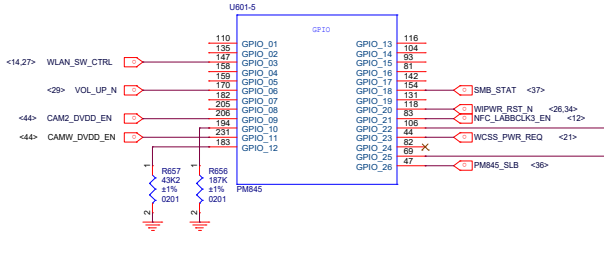 U601-5
GPIO
110 GPIO_01 GPIO_13 116
135 GPIO_02 GPIO_14 104
<14,27> WLAN_SW_CTRL 147 GPIO_03 GPIO_15 93
158 GPIO_04 GPIO_16 81
159 GPIO_05 GPIO_17 142
<29> VOL_UP_N 170 GPIO_06 GPIO_18 154 SMB_STAT <37>
182 GPIO_07 GPIO_19 131
205 GPIO_08 GPIO_20 118 WIPWR_RST_N <26,34>
<44> CAM2_DVDD_EN 206 GPIO_09 GPIO_21 83 NFC_LABBCLK3_EN <12>
194 GPIO_10 GPIO_22 106
<44> CAMW_DVDD_EN 231 GPIO_11 GPIO_23 44 WCSS_PWR_REQ <21>
183 GPIO_12 GPIO_24 82
GPIO_25 69
GPIO_26 47 PM845_SLB <36>
PM845
1 R657 1 R656
43K2 187K
±1% ±1%
2 0201 2 0201